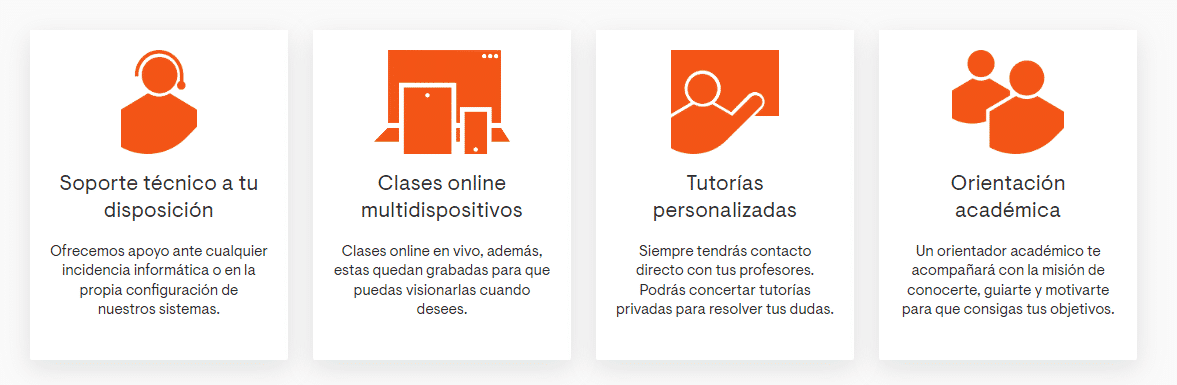 Soporte técnico a tu
disposición
Ofrecemos apoyo ante cualquier
incidencia informática o en la
propia configuración de
nuestros sistemas.
Clases online
multidispositivos
Clases online en vivo, además,
estas quedan grabadas para que
puedas visionarlas cuando
desees.
Tutorías
personalizadas
Siempre tendrás contacto
directo con tus profesores.
Podrás concertar tutorías
privadas para resolver tus dudas.
Orientación
académica
Un orientador académico te
acompañará con la misión de
conocerte, guiarte y motivarte
para que consigas tus objetivos.